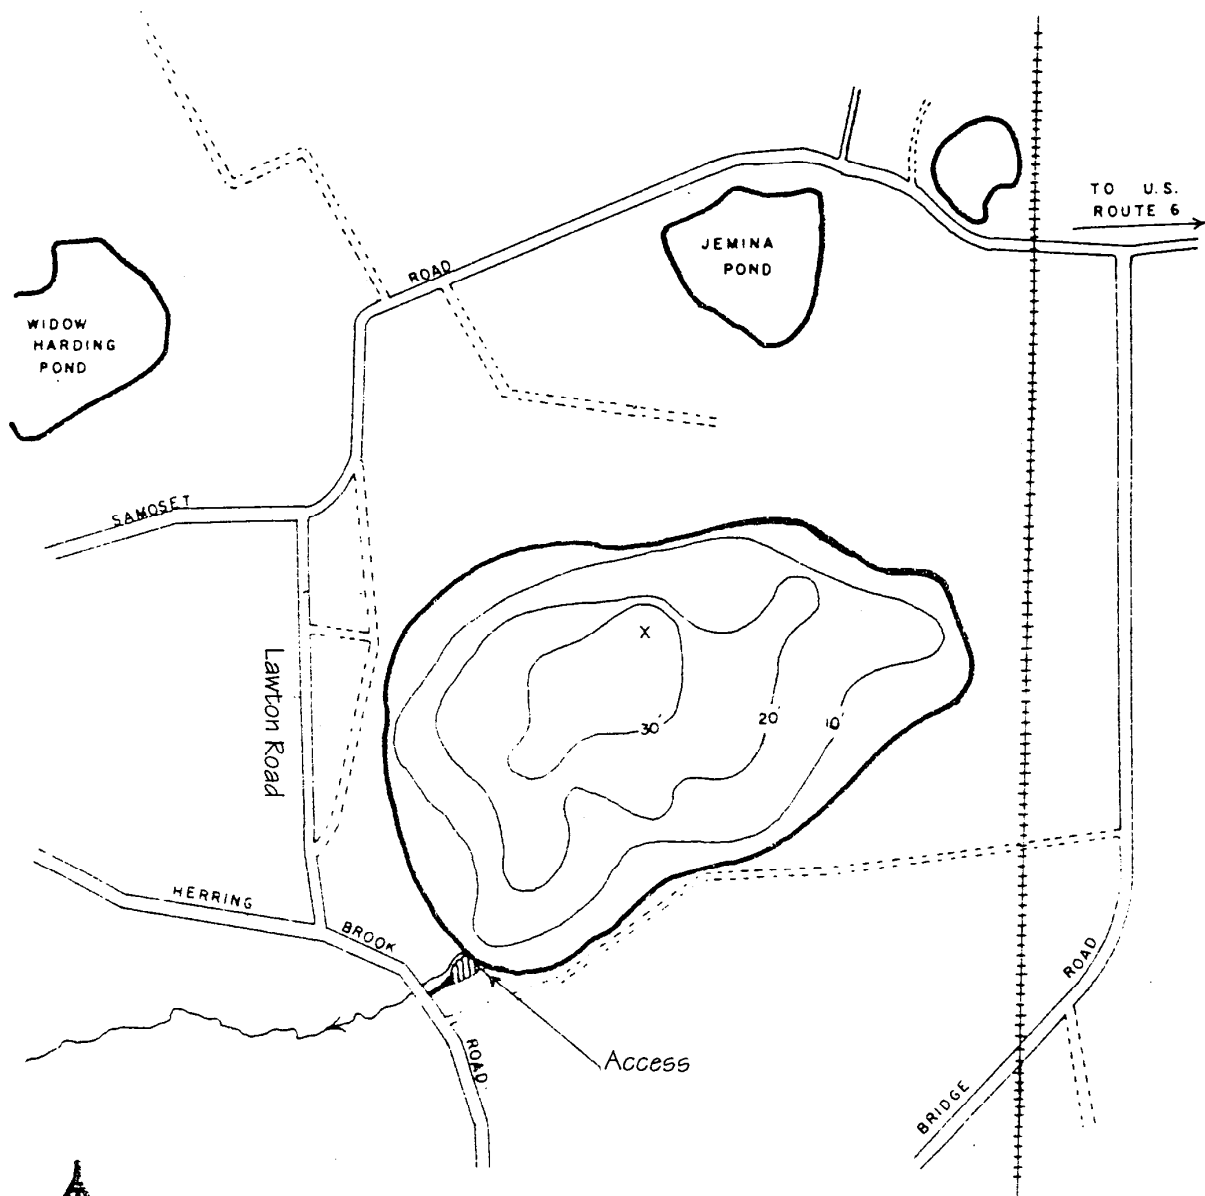 TO U.S.
ROUTE 6
JEMINA
POND
ROAD
WIDOW
HARDING
POND
SAMOSET
X
Lawton Road
30'
20'
10'
HERRING
BROOK
ROAD
ROAD
Access
BRIDGE